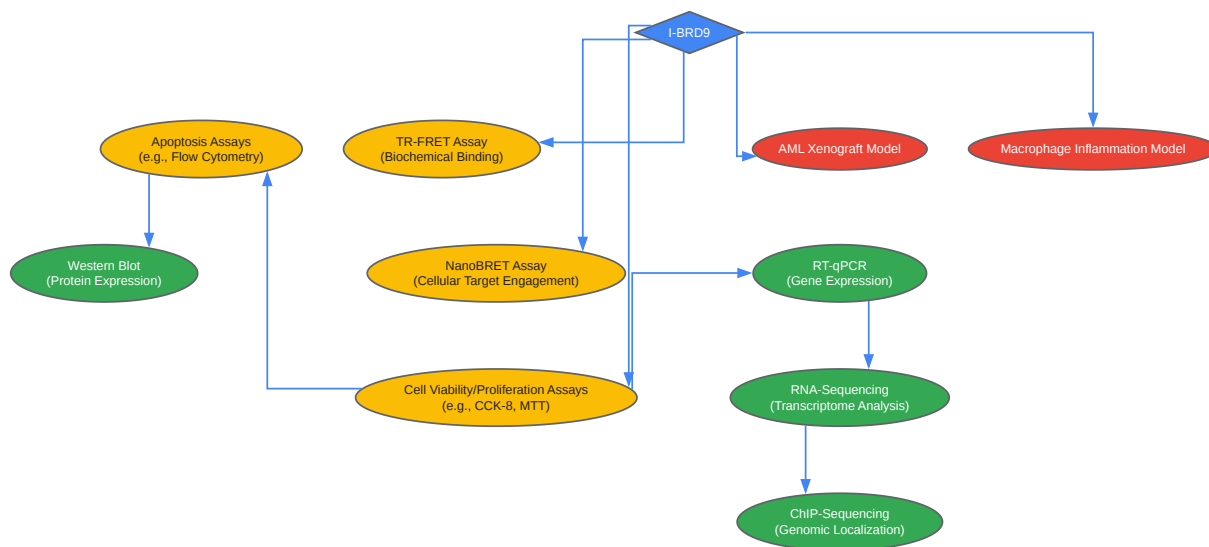 I-BRD9
Apoptosis Assays
(e.g., Flow Cytometry)
TR-FRET Assay
(Biochemical Binding)
AML Xenograft Model
Macrophage Inflammation Model
Western Blot
(Protein Expression)
NanoBRET Assay
(Cellular Target Engagement)
RT-qPCR
(Gene Expression)
Cell Viability/Proliferation Assays
(e.g., CCK-8, MTT)
RNA-Sequencing
(Transcriptome Analysis)
ChIP-Sequencing
(Genomic Localization)